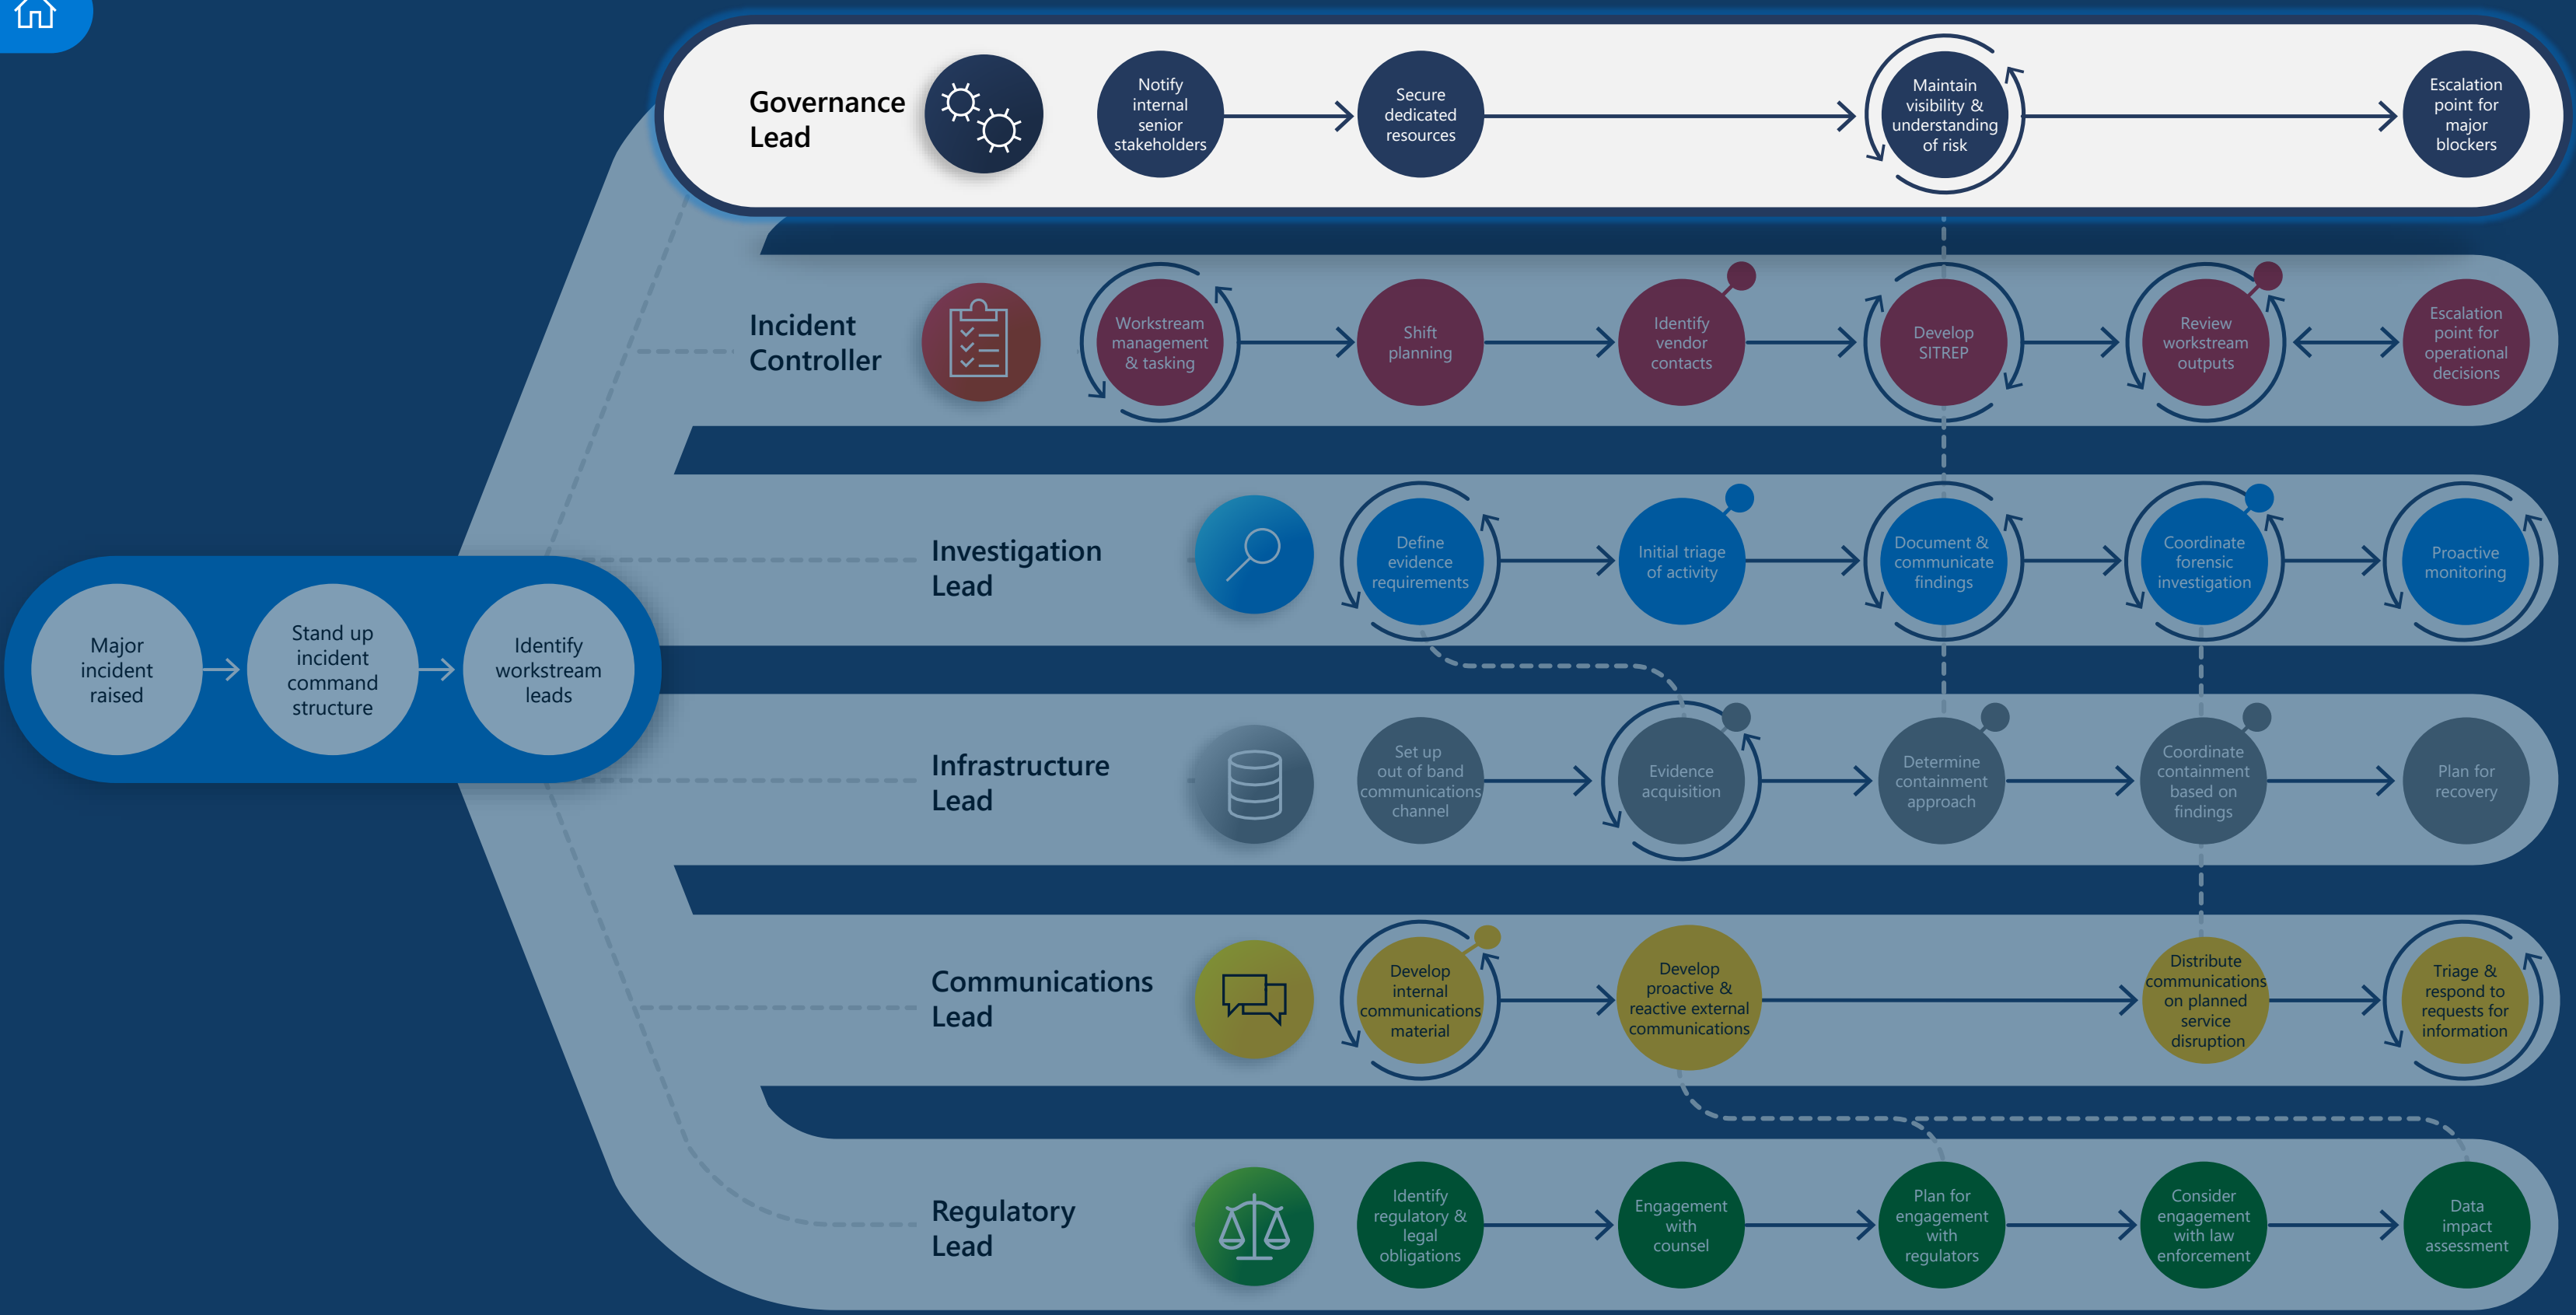 Governance
Lead
Notify
internal
senior
stakeholders
Secure
dedicated
resources
Maintain
visibility &
understanding
of risk
Escalation
point for
major
blockers
Incident
Controller
Workstream
management
& tasking
Shift
planning
Identify
vendor
contacts
Develop
SITREP
Review
workstream
outputs
Escalation
point for
operational
decisions
Investigation
Lead
Define
evidence
requirements
Initial triage
of activity
Document &
communicate
findings
Coordinate
forensic
investigation
Proactive
monitoring
Major
incident
raised
Stand up
incident
command
structure
Identify
workstream
leads
Infrastructure
Lead
Set up
out of band
communications
channel
Evidence
acquisition
Determine
containment
approach
Coordinate
containment
based on
findings
Plan for
recovery
Communications
Lead
Develop
internal
communications
material
Develop
proactive &
reactive external
communications
Distribute
communications
on planned
service
disruption
Triage &
respond to
requests for
information
Regulatory
Lead
Identify
regulatory &
legal
obligations
Engagement
with
counsel
Plan for
engagement
with
regulators
Consider
engagement
with law
enforcement
Data
impact
assessment